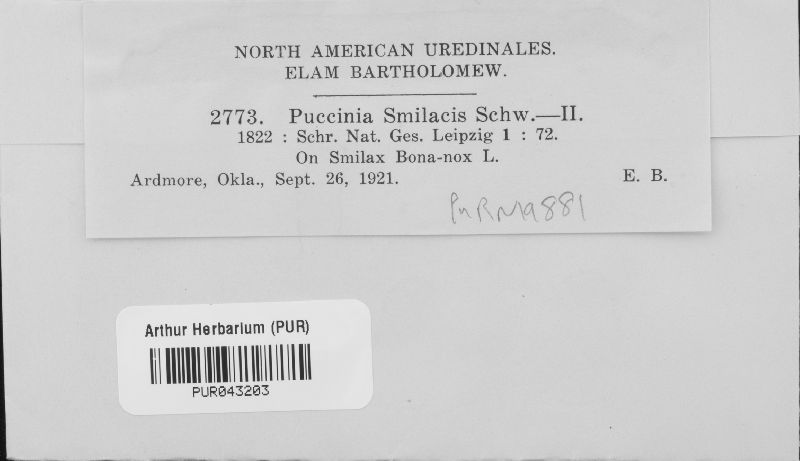 NORTH AMERICAN UREDINALES.
ELAM BARTHOLOMEW.
2773. Puccinia Smilacis Schw.—II.
1822 : Schr. Nat. Ges. Leipzig 1 : 72.
On Smilax Bona-nox L.
Ardmore, Okla., Sept. 26, 1921. E. B.
Arthur Herbarium (PUR)
PUR043203